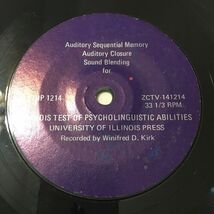 Auditory Sequential Memory
Auditory Closure
Sound Blending
for
1214
ZCTV-141214
33 1/3 RPM
TEST OF PSYCHOLINGUISTIC ABILITIES
UNIVERSITY OF ILLINOIS PRESS
Recorded by Winifred D. Kirk